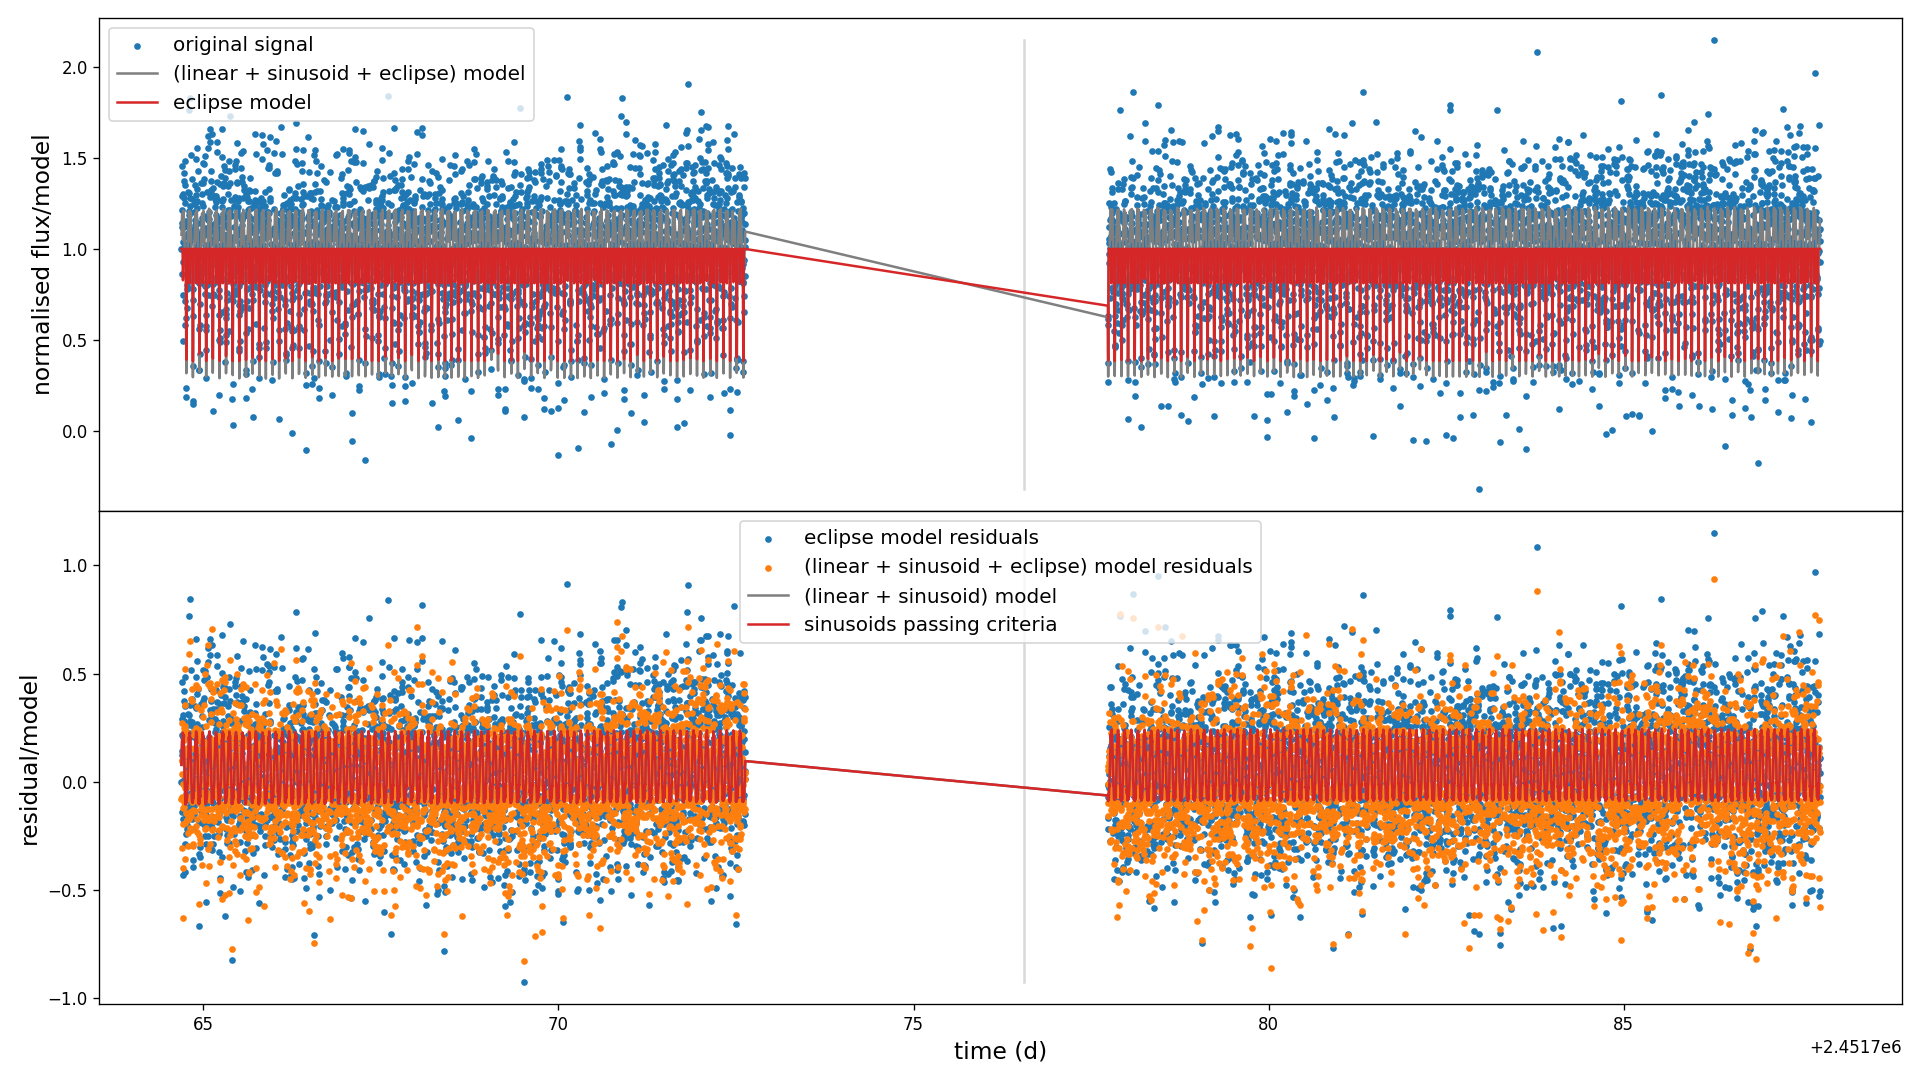 original signal
(linear + sinusoid + eclipse) model
eclipse model
2.0
1.5
1.0
0.5
0.0
normalised flux/model
eclipse model residuals
(linear + sinusoid + eclipse) model residuals
(linear + sinusoid) model
sinusoids passing criteria
1.0
0.5
0.0
−0.5
−1.0
residual/model
65
70
75
80
85
time (d)
+2.4517e6